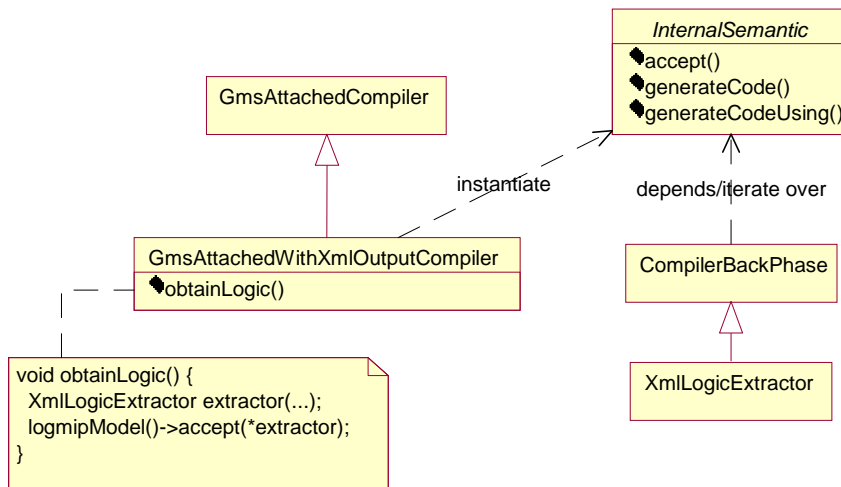 InternalSemantic
accept()
generateCode()
generateCodeUsing()
GmsAttachedCompiler
instantiate
depends/iterate over
GmsAttachedWithXmlOutputCompiler
obtainLogic()
CompilerBackPhase
XmlLogicExtractor
void obtainLogic() {
XmlLogicExtractor extractor(...);
logmipModel()->accept(*extractor);
}